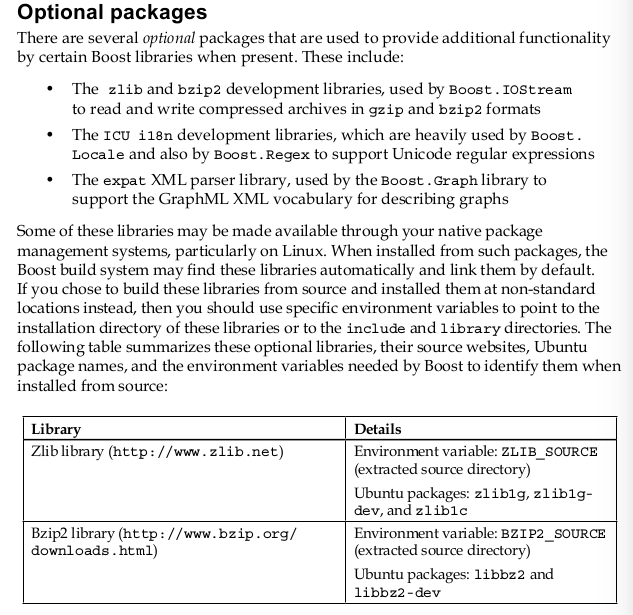 Optional packages
There are several optional packages that are used to provide additional functionality
by certain Boost libraries when present. These include:
• The zlib and bzip2 development libraries, used by Boost.IOStream
to read and write compressed archives in gzip and bzip2 formats
• The ICU i18n development libraries, which are heavily used by Boost.
Locale and also by Boost.Regex to support Unicode regular expressions
• The expat XML parser library, used by the Boost.Graph library to
support the GraphML XML vocabulary for describing graphs
Some of these libraries may be made available through your native package
management systems, particularly on Linux. When installed from such packages, the
Boost build system may find these libraries automatically and link them by default.
If you chose to build these libraries from source and installed them at non-standard
locations instead, then you should use specific environment variables to point to the
installation directory of these libraries or to the include and library directories. The
following table summarizes these optional libraries, their source websites, Ubuntu
package names, and the environment variables needed by Boost to identify them when
installed from source:
Library Details
Zlib library (http://www.zlib.net) Environment variable: ZLIB_SOURCE
(extracted source directory)
Ubuntu packages: zlib1g, zlib1g-
dev, and zlib1c
Bzip2 library (http://www.bzip.org/ Environment variable: BZIP2_SOURCE
downloads.html) (extracted source directory)
Ubuntu packages: libbz2 and
libbz2-dev